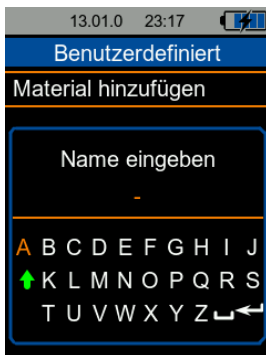 13.01.0 23:17
Benutzerdefiniert
Material hinzufügen
Name eingeben
-
A B C D E F G H I J
K L M N O P Q R S
T U V W X Y Z